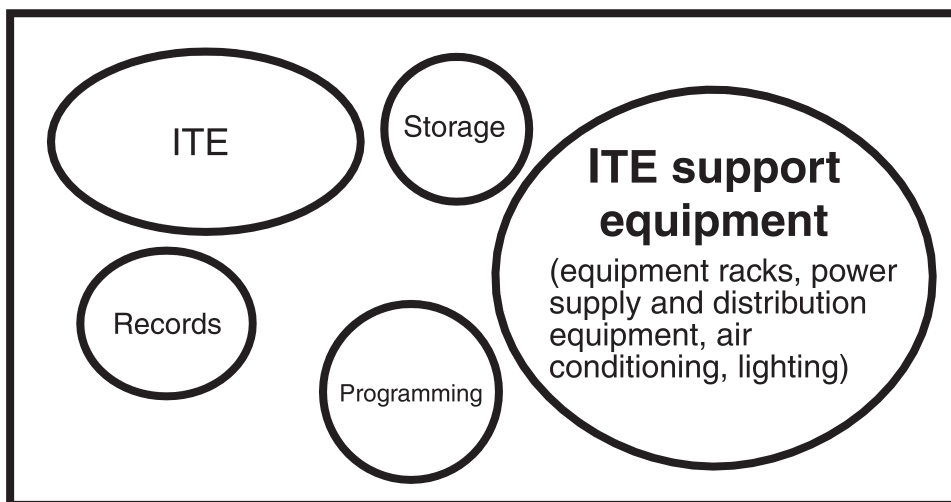 ITE
Storage
ITE support
equipment
(equipment racks, power
supply and distribution
equipment, air
conditioning, lighting)
Records
Programming